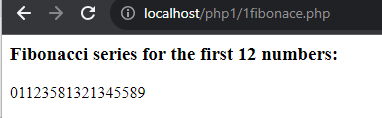 localhost/php1/1fibonace.php
Fibonacci series for the first 12 numbers:
01123581321345589